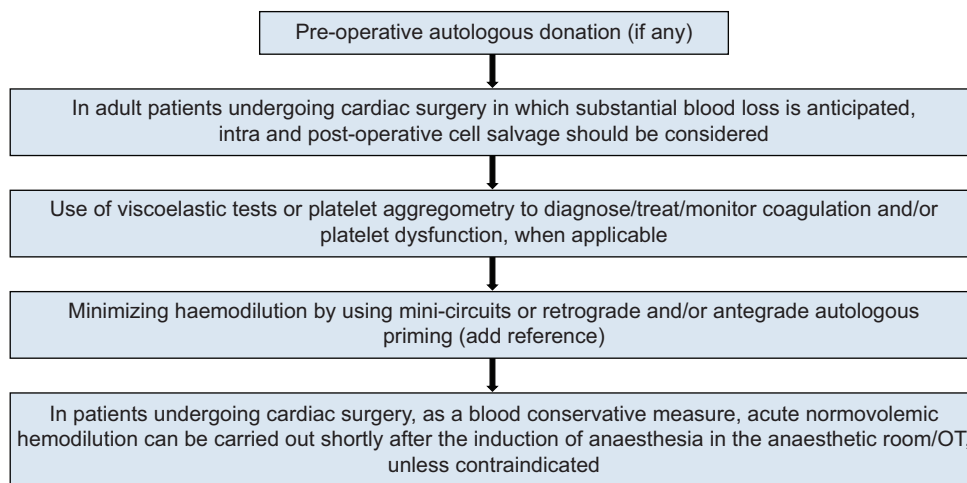 Pre-operative autologous donation (if any)
In adult patients undergoing cardiac surgery in which substantial blood loss is anticipated,
intra and post-operative cell salvage should be considered
Use of viscoelastic tests or platelet aggregometry to diagnose/treat/monitor coagulation and/or
platelet dysfunction, when applicable
Minimizing haemodilution by using mini-circuits or retrograde and/or antegrade autologous
priming (add reference)
In patients undergoing cardiac surgery, as a blood conservative measure, acute normovolemic
hemodilution can be carried out shortly after the induction of anaesthesia in the anaesthetic room/OT,
unless contraindicated